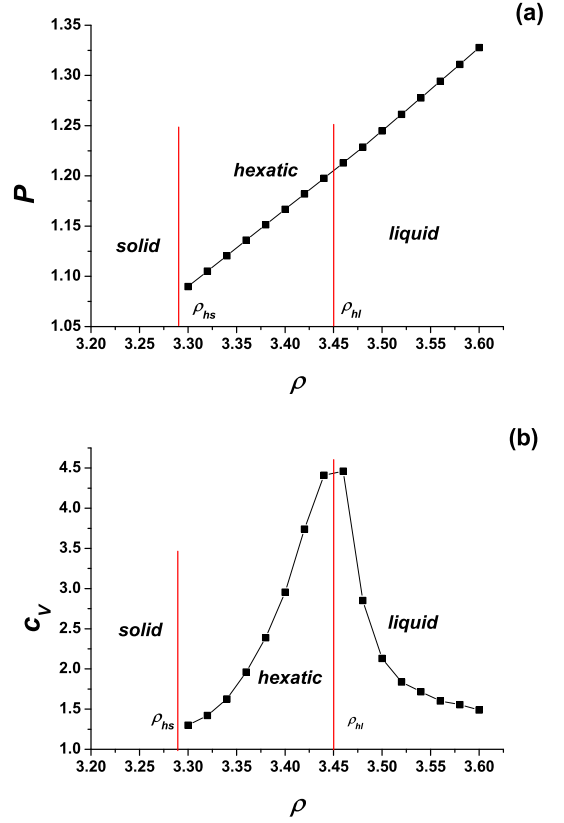 (a)
1.35
1.30
1.25
1.20
1.15
1.10
1.05
P
hexatic
solid
liquid
ρhs
ρhl
3.20 3.25 3.30 3.35 3.40 3.45 3.50 3.55 3.60
ρ
(b)
4.5
4.0
3.5
3.0
2.5
2.0
1.5
1.0
cV
solid
liquid
hexatic
ρhs
ρhl
3.20 3.25 3.30 3.35 3.40 3.45 3.50 3.55 3.60
ρ